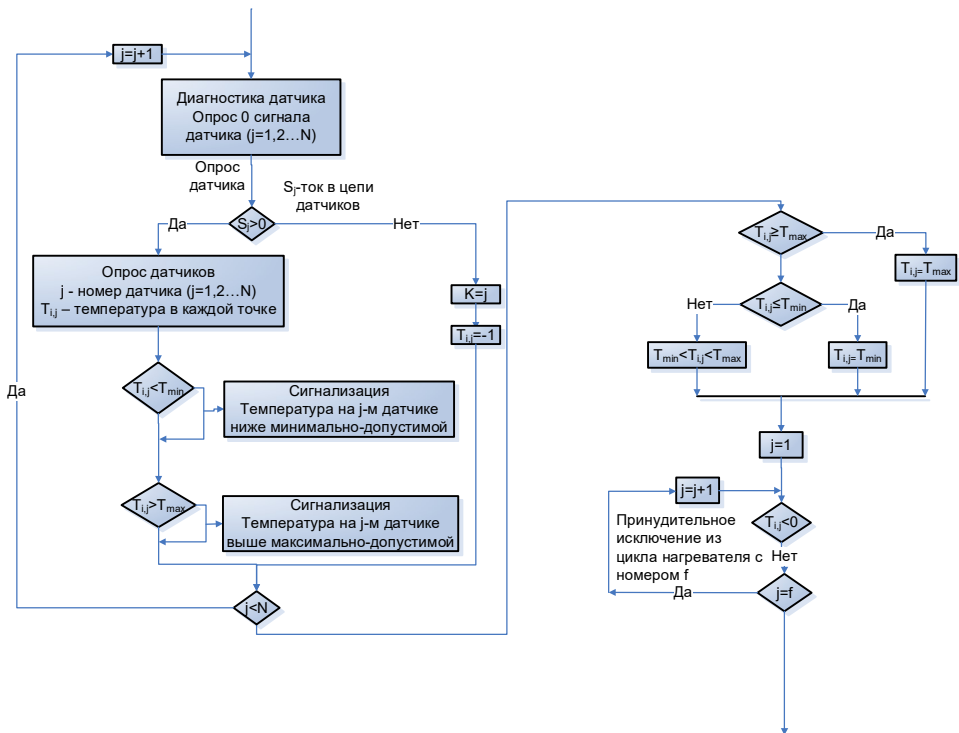 j=j+1
Диагностика датчика
Опрос 0 сигнала
датчика (j=1,2…N)
Опрос
датчика
Sj-ток в цепи
датчиков
Да
Sj>0
Нет
Опрос датчиков
j - номер датчика (j=1,2…N)
Ti,j – температура в каждой точке
K=j
Ti,j=-1
Да
Ti,j<Tmin
Сигнализация
Температура на j-м датчике
ниже минимально-допустимой
Ti,j>Tmax
Сигнализация
Температура на j-м датчике
выше максимально-допустимой
j<N
Ti,j≥Tmax
Да
Ti,j=Tmax
Ti,j≤Tmin
Нет
Да
Tmin<Ti,j<Tmax
Ti,j=Tmin
j=1
j=j+1
Ti,j<0
Принудительное
исключение из
цикла нагревателя с
номером f
Нет
Да
j=f